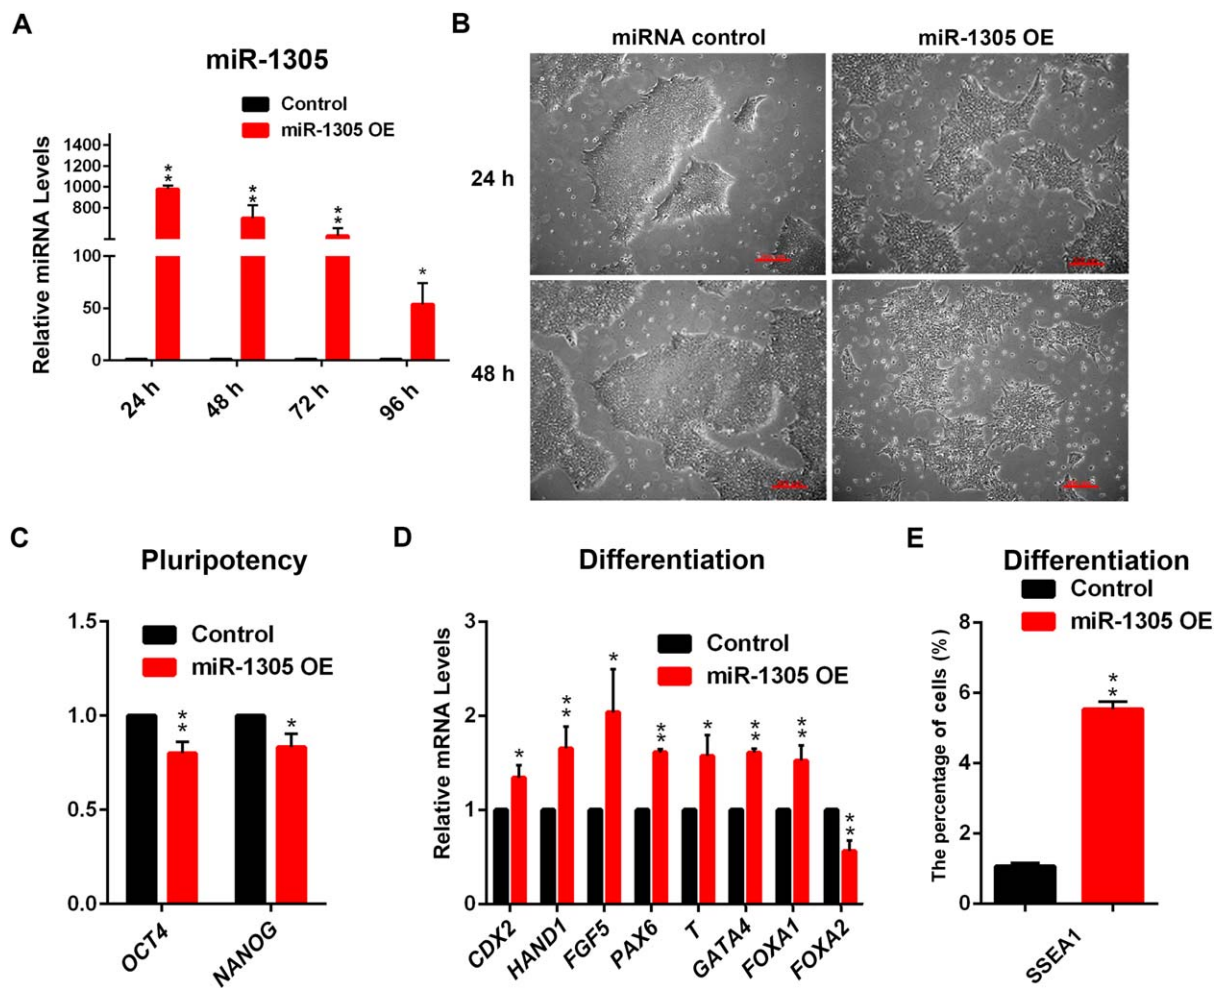 A
miR-1305
Control
miR-1305 OE
Relative miRNA Levels
1400
1200
1000
800
100
50
0
**
**
**
*
24 h
48 h
72 h
96 h
B
miRNA control
miR-1305 OE
24 h
48 h
C
Pluripotency
Control
miR-1305 OE
1.5
1.0
0.5
0.0
**
*
OCT4
NANOG
D
Differentiation
Control
miR-1305 OE
Relative mRNA Levels
3
2
1
0
*
**
*
**
*
**
**
**
CDX2
HAND1
FGF5
PAX6
T
GATA4
FOXA1
FOXA2
E
Differentiation
Control
miR-1305 OE
The percentage of cells (%)
8
6
4
2
0
**
SSEA1